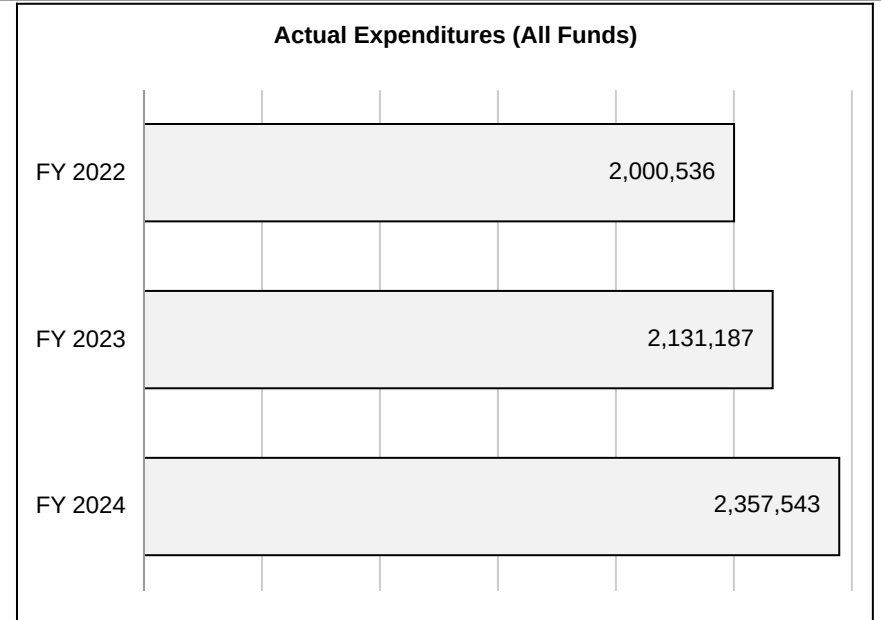 Actual Expenditures (All Funds)
FY 2022
2,000,536
FY 2023
2,131,187
FY 2024
2,357,543